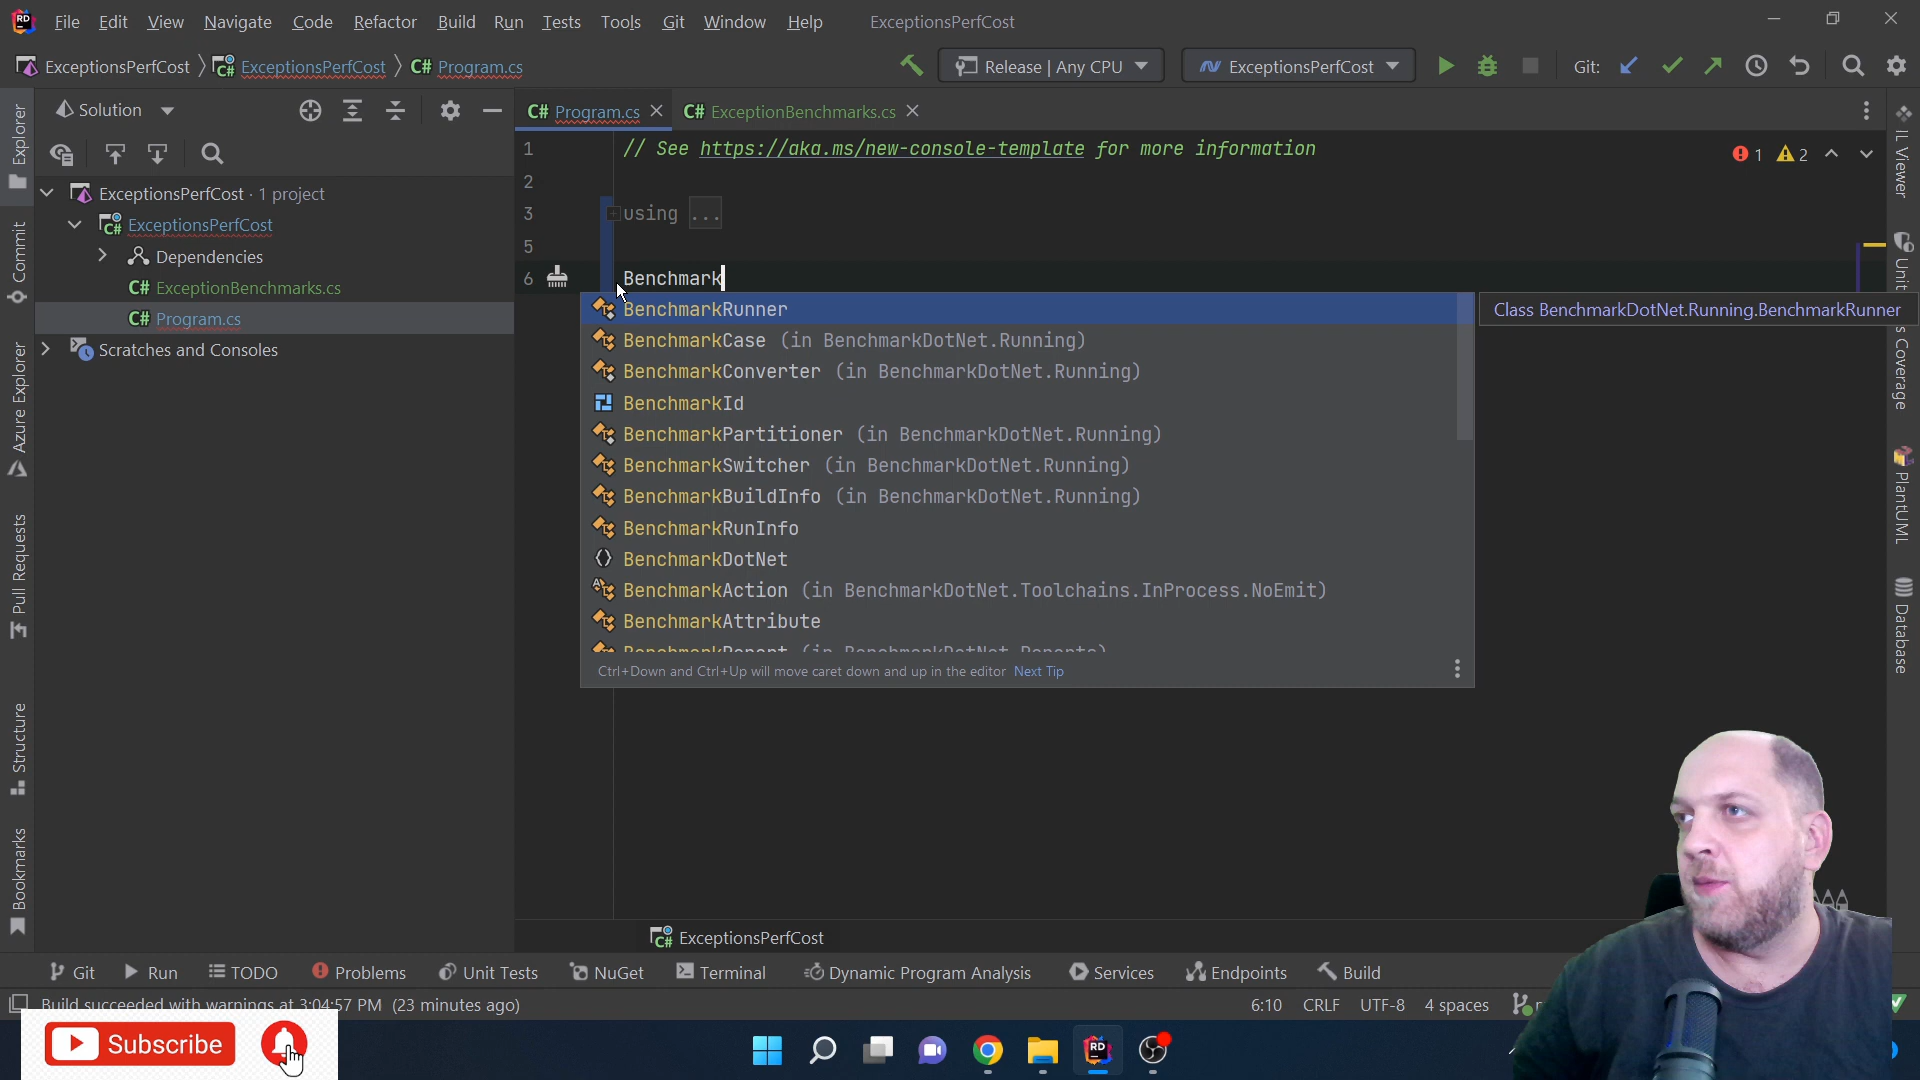 RD File Edit View Navigate Code Refactor Build Run Tests Tools Git Window Help ExceptionsPerfCost
ExceptionsPerfCost ExceptionsPerfCost C# Program.cs Release | Any CPU ExceptionsPerfCost Git:
Solution
C# Program.cs C# ExceptionBenchmarks.cs
ExceptionsPerfCost · 1 project
C# ExceptionsPerfCost
Dependencies
C# ExceptionBenchmarks.cs
C# Program.cs
Scratches and Consoles
1 // See https://aka.ms/new-console-template for more information
1 2
2
3 using ...
5
6 Benchmark
BenchmarkRunner
Class BenchmarkDotNet.Running.BenchmarkRunner
BenchmarkCase (in BenchmarkDotNet.Running)
BenchmarkConverter (in BenchmarkDotNet.Running)
BenchmarkId
BenchmarkPartitioner (in BenchmarkDotNet.Running)
BenchmarkSwitcher (in BenchmarkDotNet.Running)
BenchmarkBuildInfo (in BenchmarkDotNet.Running)
BenchmarkRunInfo
BenchmarkDotNet
BenchmarkAction (in BenchmarkDotNet.Toolchains.InProcess.NoEmit)
BenchmarkAttribute
BenchmarkReport (in BenchmarkDotNet.Reports)
Ctrl+Down and Ctrl+Up will move caret down and up in the editor Next Tip
Explorer
Commit
Azure Explorer
Pull Requests
Structure
Bookmarks
IL Viewer
Coverage
PlantUML
Database
C# ExceptionsPerfCost
Git Run TODO Problems Unit Tests NuGet Terminal Dynamic Program Analysis Services Endpoints Build
Build succeeded with warnings at 3:04:57 PM (23 minutes ago) 6:10 CRLF UTF-8 4 spaces
Subscribe
RD